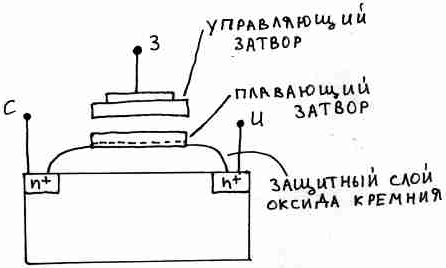 УПРАВЛЯЮЩИЙ
ЗАТВОР
З
ПЛАВАЮЩИЙ
ЗАТВОР
С
И
n+
n+
ЗАЩИТНЫЙ СЛОЙ
ОКСИДА КРЕМНИЯ